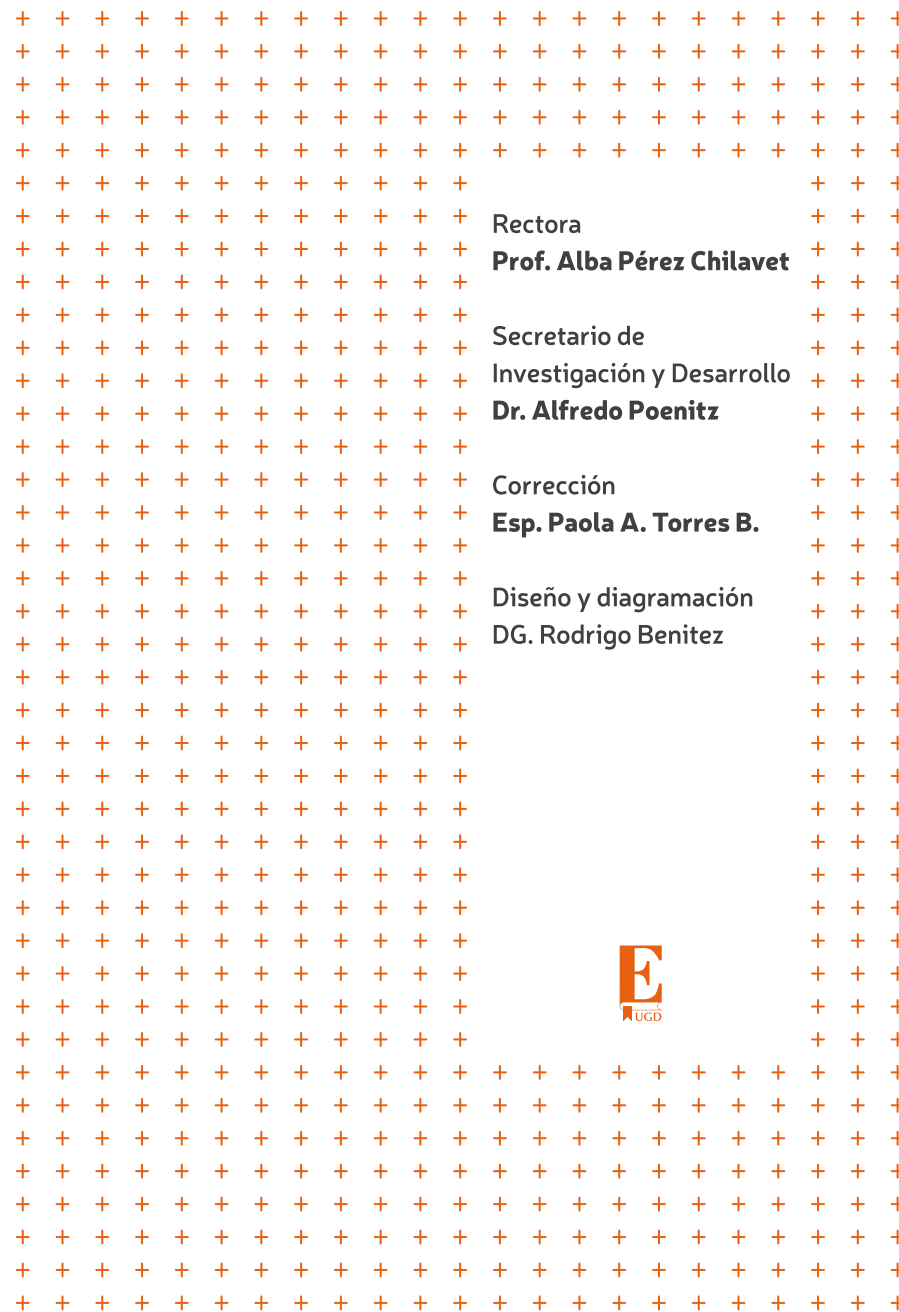 Rectora
Prof. Alba Pérez Chilavet
Secretario de
Investigación y Desarrollo
Dr. Alfredo Poenitz
Corrección
Esp. Paola A. Torres B.
Diseño y diagramación
DG. Rodrigo Benitez
E
UGD